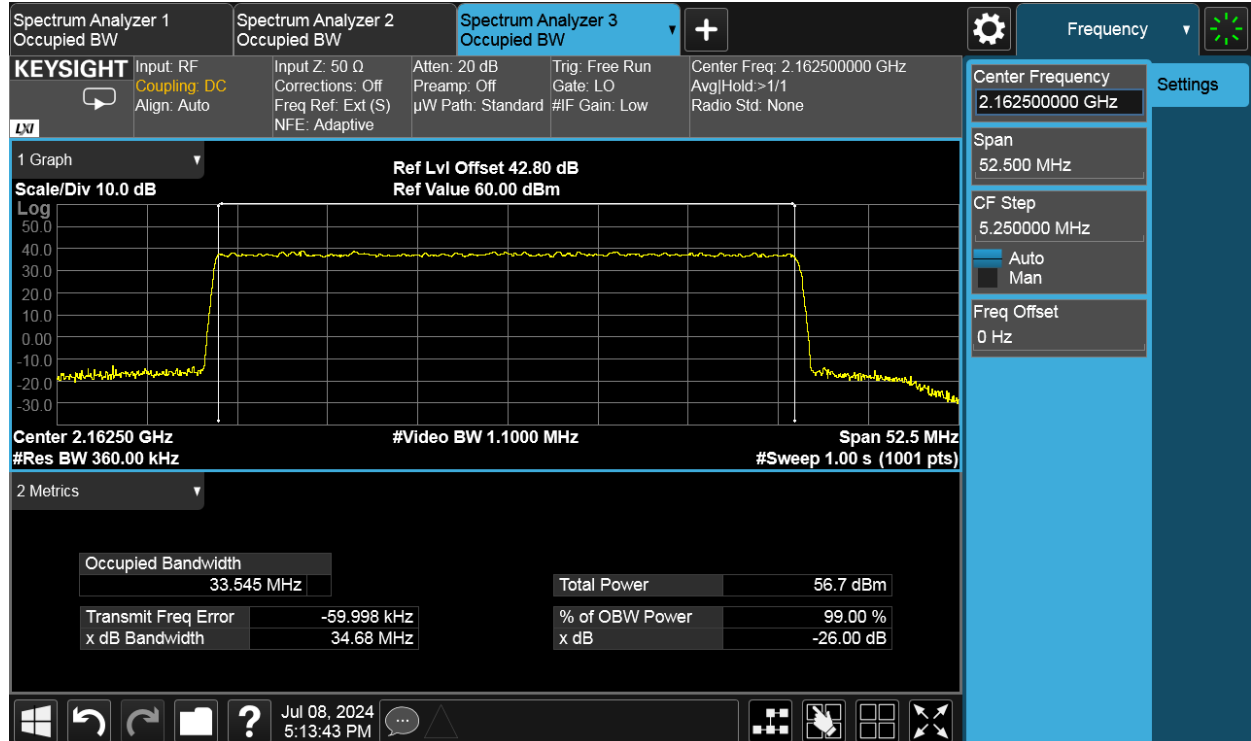 Spectrum Analyzer 1
Occupied BW
Spectrum Analyzer 2
Occupied BW
Spectrum Analyzer 3
Occupied BW
+
Frequency
KEYSIGHT
LXI
Input: RF
Coupling: DC
Align: Auto
Input Z: 50 Ω
Corrections: Off
Freq Ref: Ext (S)
NFE: Adaptive
Atten: 20 dB
Preamp: Off
µW Path: Standard
Trig: Free Run
Gate: LO
#IF Gain: Low
Center Freq: 2.162500000 GHz
Avg|Hold:>1/1
Radio Std: None
Center Frequency
2.162500000 GHz
Settings
Span
52.500 MHz
CF Step
5.250000 MHz
Auto
Man
Freq Offset
0 Hz
1 Graph
Scale/Div 10.0 dB
Ref Lvl Offset 42.80 dB
Ref Value 60.00 dBm
Log
50.0
40.0
30.0
20.0
10.0
0.00
-10.0
-20.0
-30.0
Center 2.16250 GHz
#Video BW 1.1000 MHz
Span 52.5 MHz
#Res BW 360.00 kHz
#Sweep 1.00 s (1001 pts)
2 Metrics
Occupied Bandwidth
33.545 MHz
Total Power 56.7 dBm
Transmit Freq Error -59.998 kHz
% of OBW Power 99.00 %
x dB Bandwidth 34.68 MHz
x dB -26.00 dB
?
Jul 08, 2024
5:13:43 PM